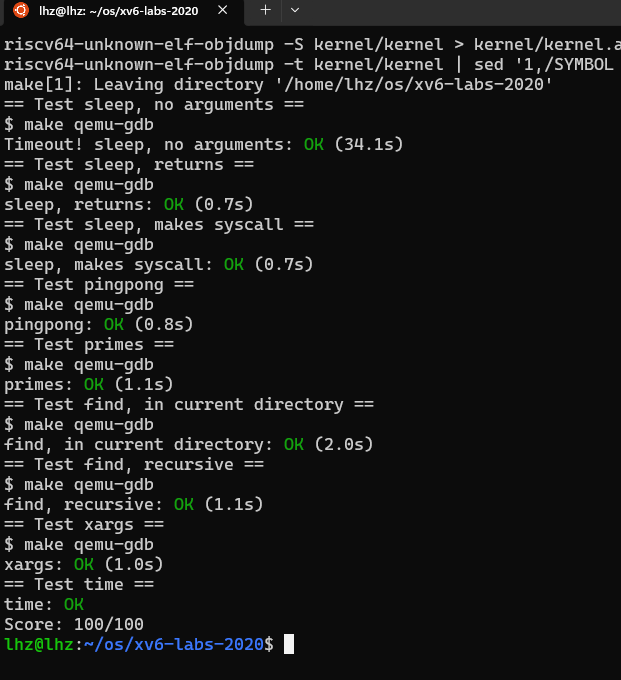 lhz@lhz: ~/os/xv6-labs-2020
riscv64-unknown-elf-objdump -S kernel/kernel > kernel/kernel.a
riscv64-unknown-elf-objdump -t kernel/kernel | sed '1,/SYMBOL
make[1]: Leaving directory '/home/lhz/os/xv6-labs-2020'
== Test sleep, no arguments ==
$ make qemu-gdb
Timeout! sleep, no arguments: OK (34.1s)
== Test sleep, returns ==
$ make qemu-gdb
sleep, returns: OK (0.7s)
== Test sleep, makes syscall ==
$ make qemu-gdb
sleep, makes syscall: OK (0.7s)
== Test pingpong ==
$ make qemu-gdb
pingpong: OK (0.8s)
== Test primes ==
$ make qemu-gdb
primes: OK (1.1s)
== Test find, in current directory ==
$ make qemu-gdb
find, in current directory: OK (2.0s)
== Test find, recursive ==
$ make qemu-gdb
find, recursive: OK (1.1s)
== Test xargs ==
$ make qemu-gdb
xargs: OK (1.0s)
== Test time ==
time: OK
Score: 100/100
lhz@lhz:~/os/xv6-labs-2020$